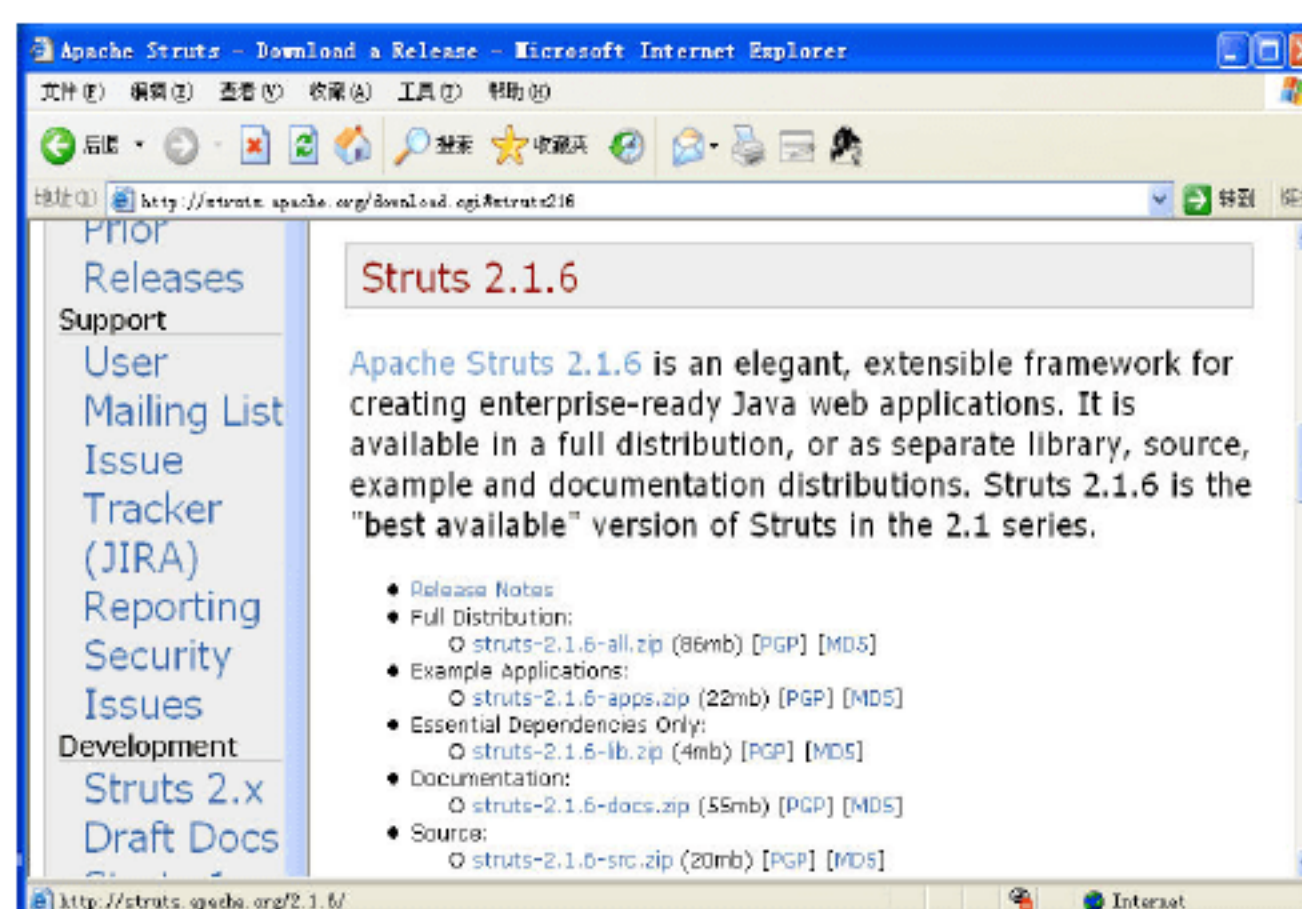 Apache Struts - Download a Release - Microsoft Internet Explorer
文件(F) 编辑(E) 查看(V) 收藏(A) 工具(T) 帮助(H)
后退 搜索 收藏夹
地址(D) http://struts.apache.org/download.cgi#struts216 转到
Prior
Releases
Support
User
Mailing List
Issue
Tracker
(JIRA)
Reporting
Security
Issues
Development
Struts 2.x
Draft Docs
Struts 2.1.6
Apache Struts 2.1.6 is an elegant, extensible framework for
creating enterprise-ready Java web applications. It is
available in a full distribution, or as separate library, source,
example and documentation distributions. Struts 2.1.6 is the
"best available" version of Struts in the 2.1 series.
Release Notes
Full Distribution:
struts-2.1.6-all.zip (86mb) [PGP] [MD5]
Example Applications:
struts-2.1.6-apps.zip (22mb) [PGP] [MD5]
Essential Dependencies Only:
struts-2.1.6-lib.zip (4mb) [PGP] [MD5]
Documentation:
struts-2.1.6-docs.zip (55mb) [PGP] [MD5]
Source:
struts-2.1.6-src.zip (20mb) [PGP] [MD5]
http://struts.apache.org/2.1.6/ Internet